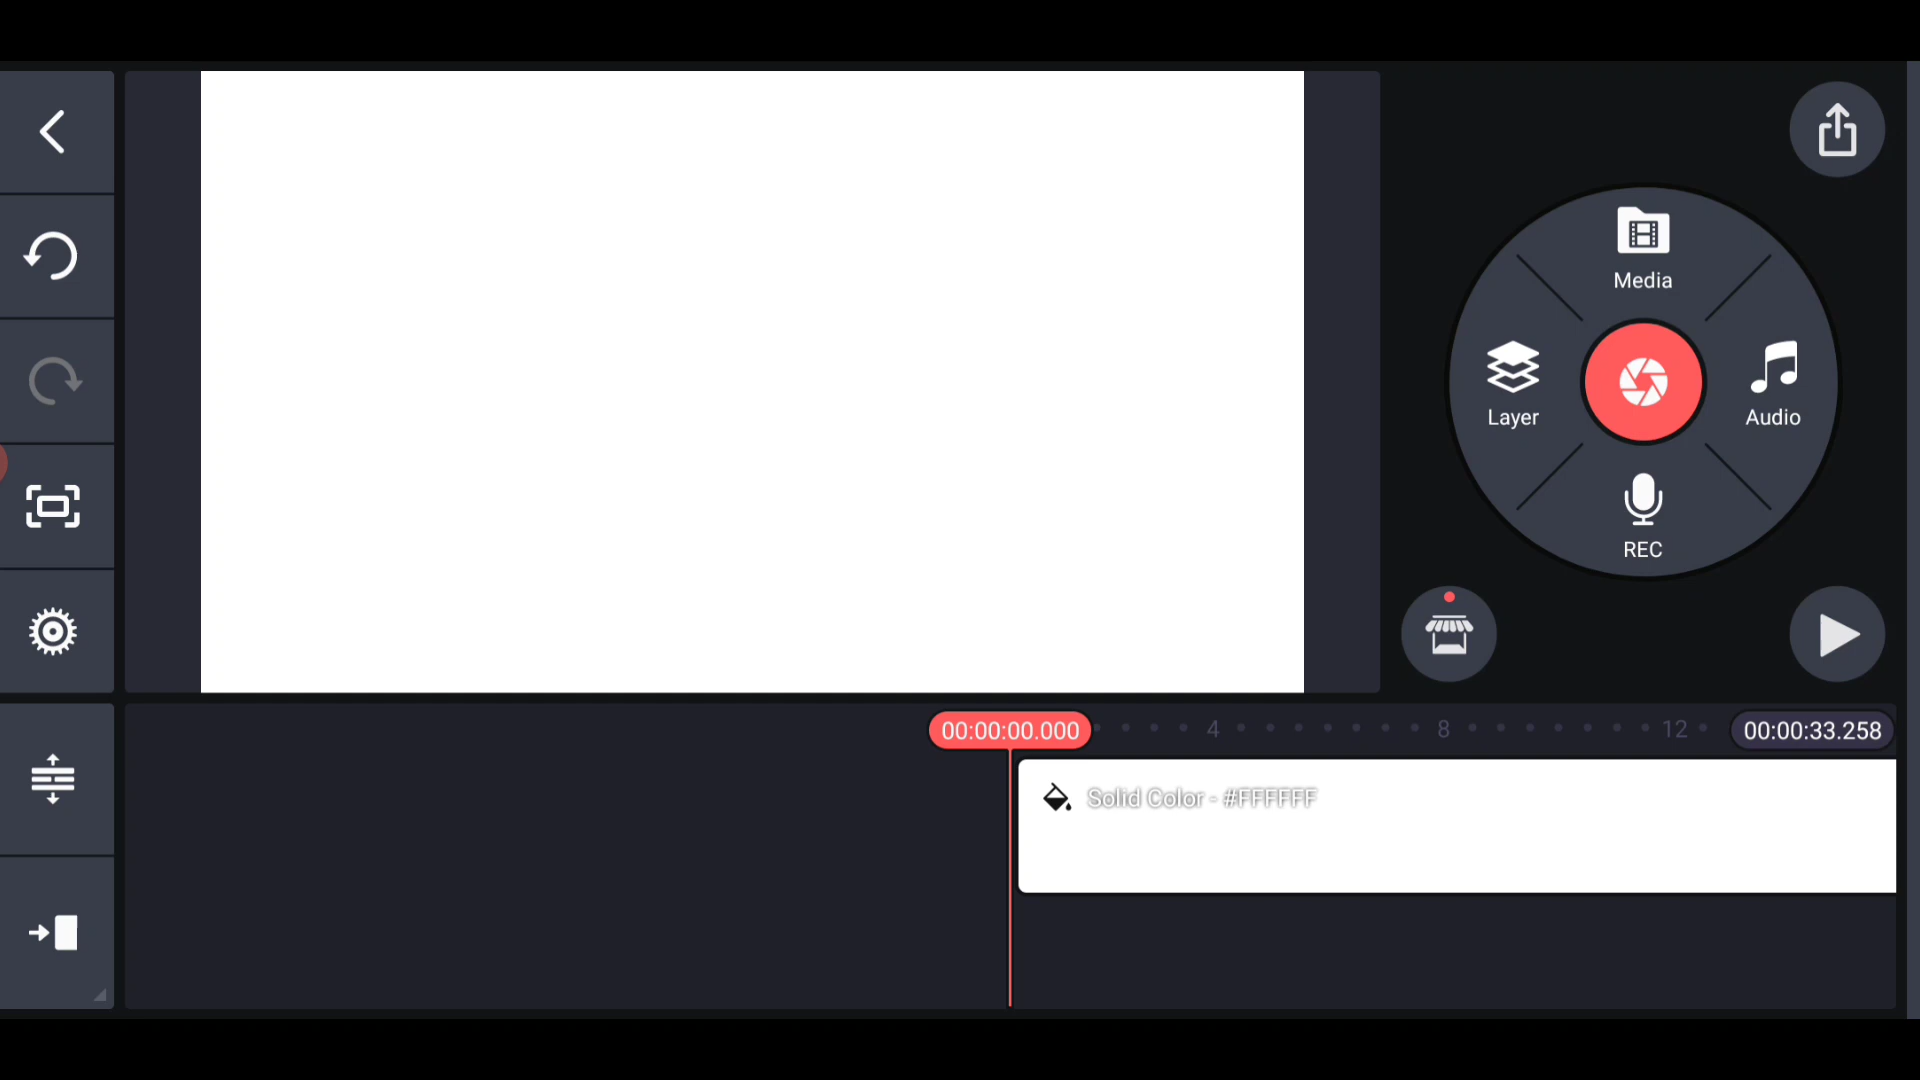 Media
Layer
Audio
REC
00:00:00.000
4
8
12
00:00:33.258
Solid Color - #FFFFFF